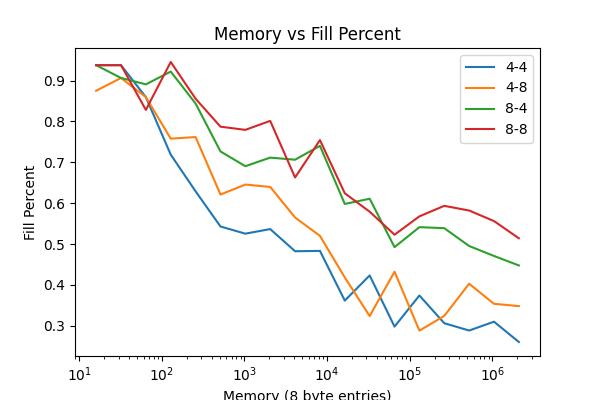 Memory vs Fill Percent
4-4
4-8
8-4
8-8
Fill Percent
0.9
0.8
0.7
0.6
0.5
0.4
0.3
10¹ 10² 10³ 10⁴ 10⁵ 10⁶
Memory (8 byte entries)